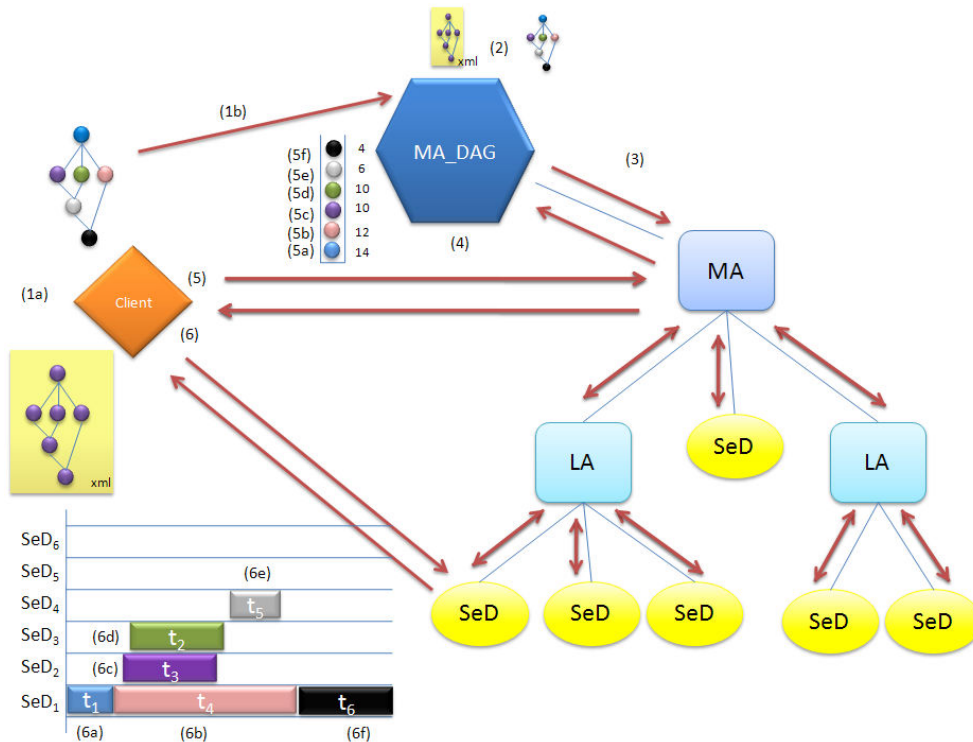 (2)
xml
(1b)
MA_DAG
(3)
(5f) 4
(5e) 6
(5d) 10
(5c) 10
(5b) 12
(5a) 14
(4)
MA
(1a)
Client
(5)
(6)
xml
LA
SeD
LA
SeD
SeD
SeD
SeD
SeD
SeD6
SeD5
(6e)
SeD4
t5
SeD3
(6d)
t2
SeD2
(6c)
t3
SeD1
t1
t4
t6
(6a)
(6b)
(6f)